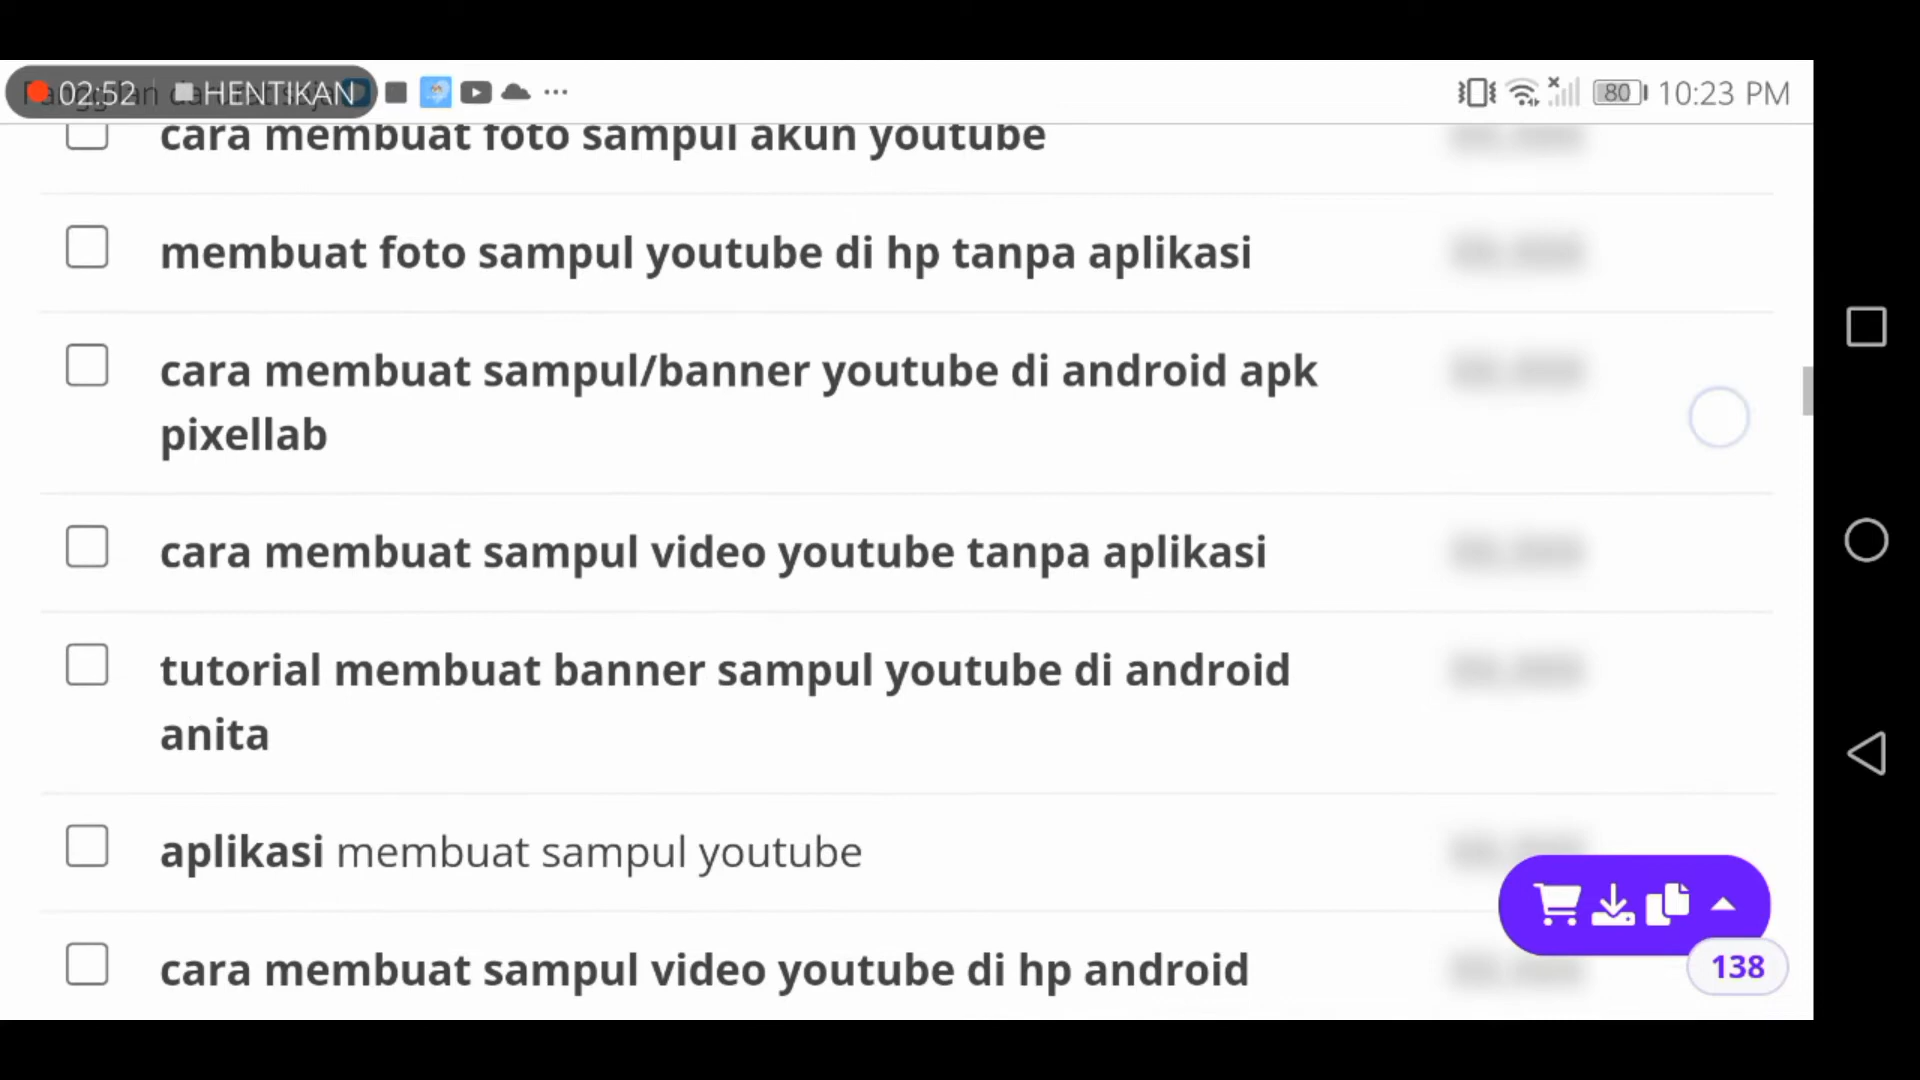 02:52 HENTIKAN
80 10:23 PM
cara membuat foto sampul akun youtube
membuat foto sampul youtube di hp tanpa aplikasi
cara membuat sampul/banner youtube di android apk
pixellab
cara membuat sampul video youtube tanpa aplikasi
tutorial membuat banner sampul youtube di android
anita
aplikasi membuat sampul youtube
cara membuat sampul video youtube di hp android
138